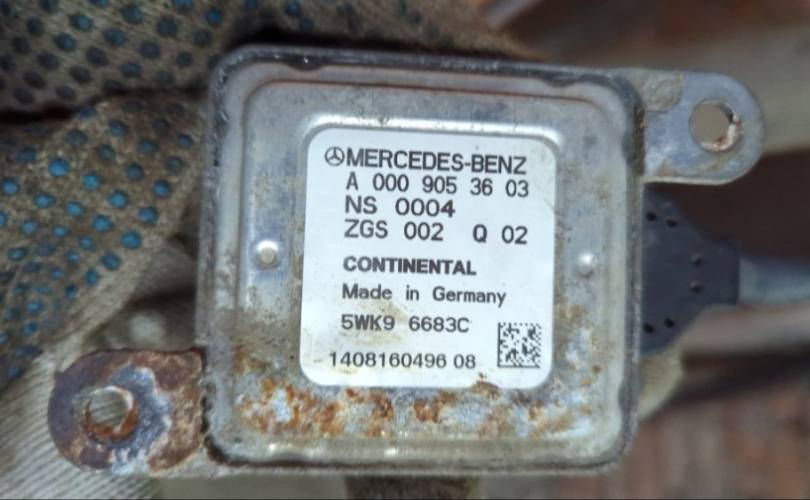 MERCEDES-BENZ
A 000 905 36 03
NS 0004
ZGS 002 Q 02
CONTINENTAL
Made in Germany
5WK9 6683C
1408160496 08